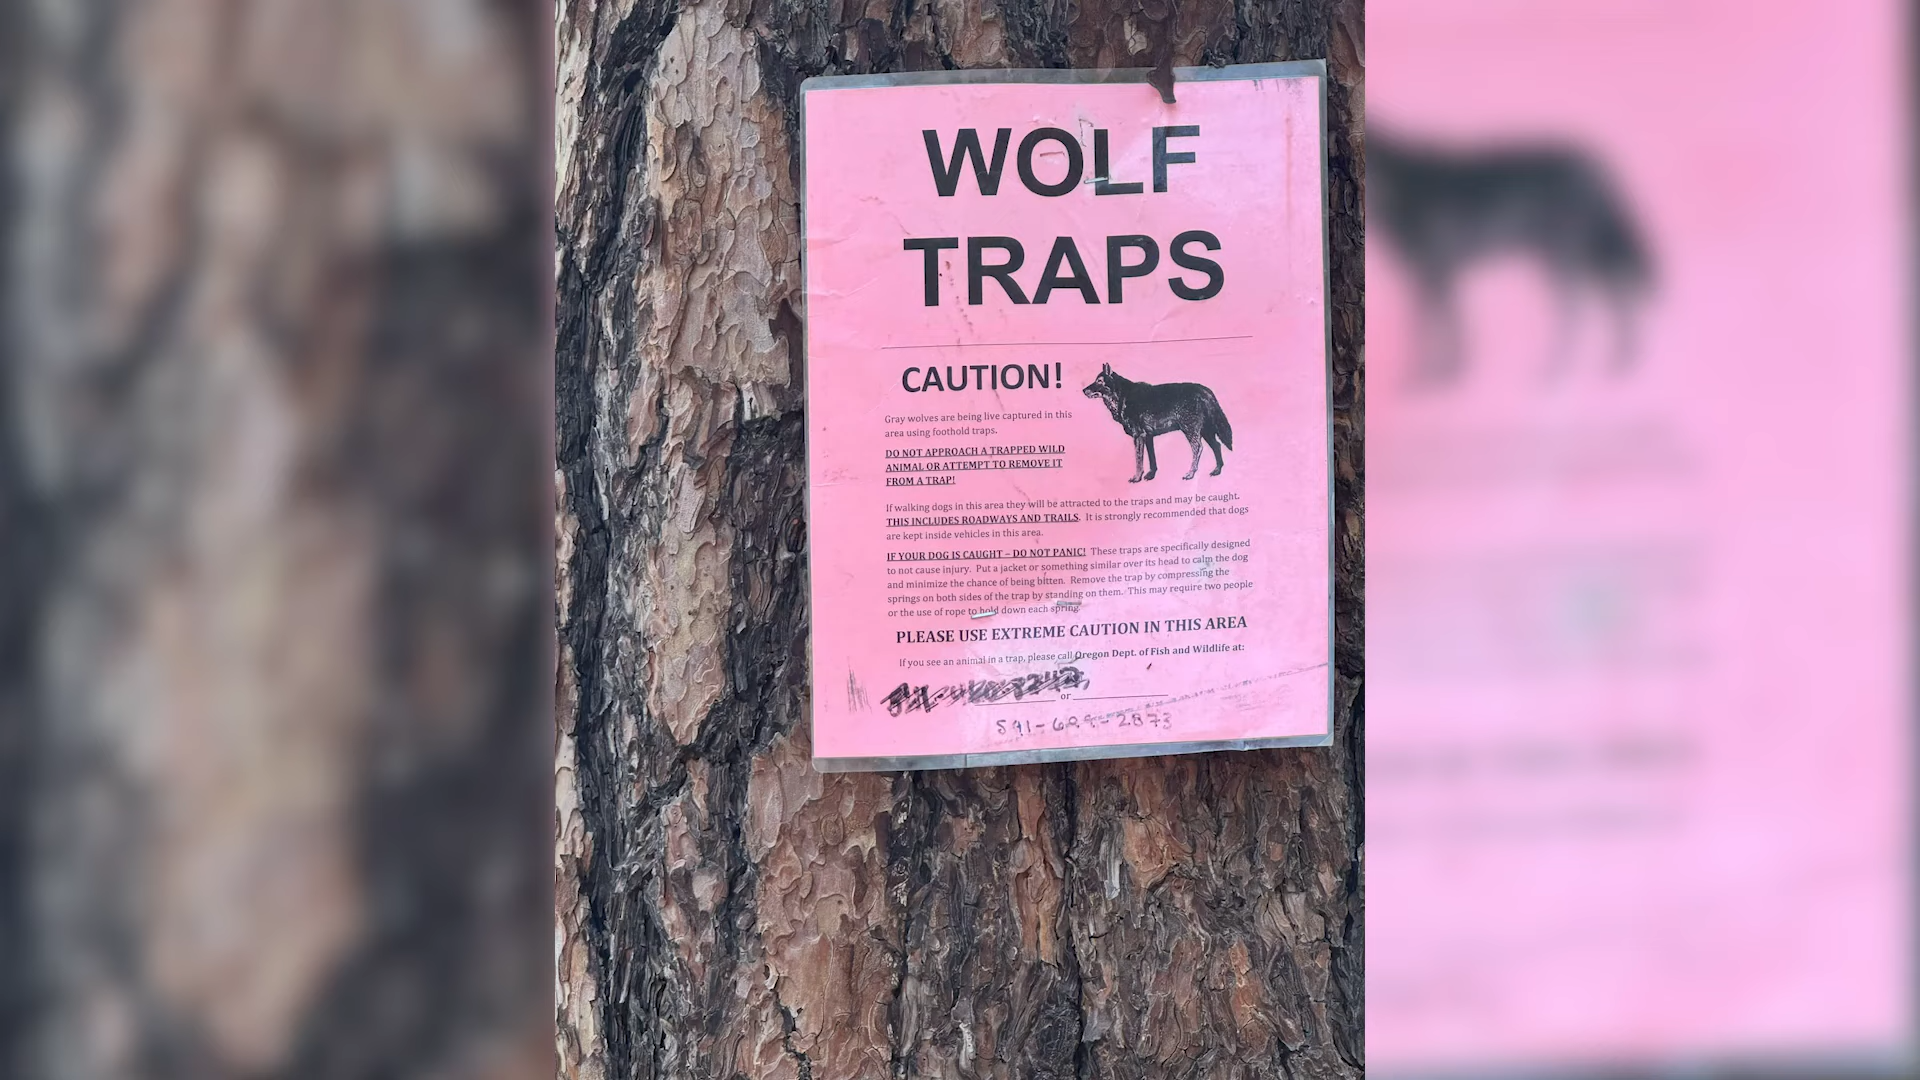 WOLF
TRAPS
CAUTION!
Gray wolves are being live captured in this
area using foothold traps.
DO NOT APPROACH A TRAPPED WILD
ANIMAL OR ATTEMPT TO REMOVE IT
FROM A TRAP!
If walking dogs in this area they will be attracted to the traps and may be caught.
THIS INCLUDES ROADWAYS AND TRAILS. It is strongly recommended that dogs
are kept inside vehicles in this area.
IF YOUR DOG IS CAUGHT – DO NOT PANIC! These traps are specifically designed
to not cause injury. Put a jacket or something similar over its head to calm the dog
and minimize the chance of being bitten. Remove the trap by compressing the
springs on both sides of the trap by standing on them. This may require two people
or the use of rope to hold down each spring.
PLEASE USE EXTREME CAUTION IN THIS AREA
If you see an animal in a trap, please call Oregon Dept. of Fish and Wildlife at:
or